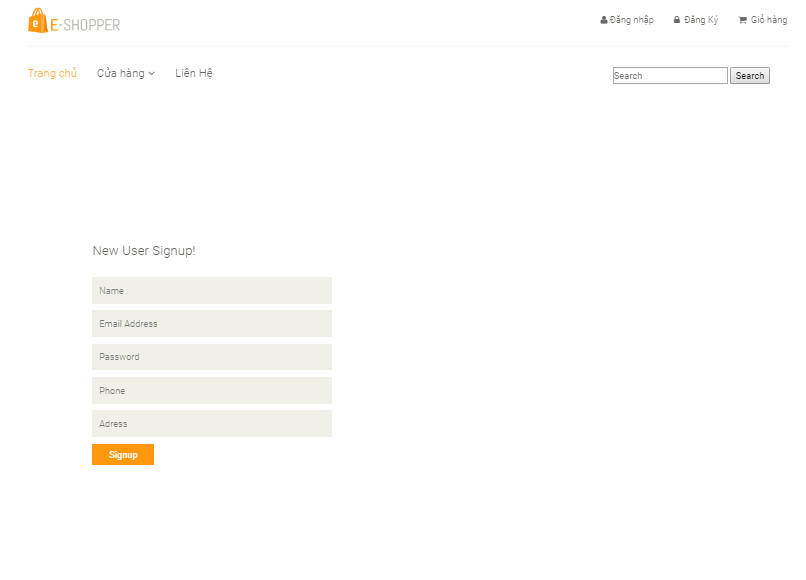 E-SHOPPER
Đăng nhập Đăng Ký Giỏ hàng
Trang chủ Cửa hàng Liên Hệ
Search Search
New User Signup!
Name
Email Address
Password
Phone
Adress
Signup